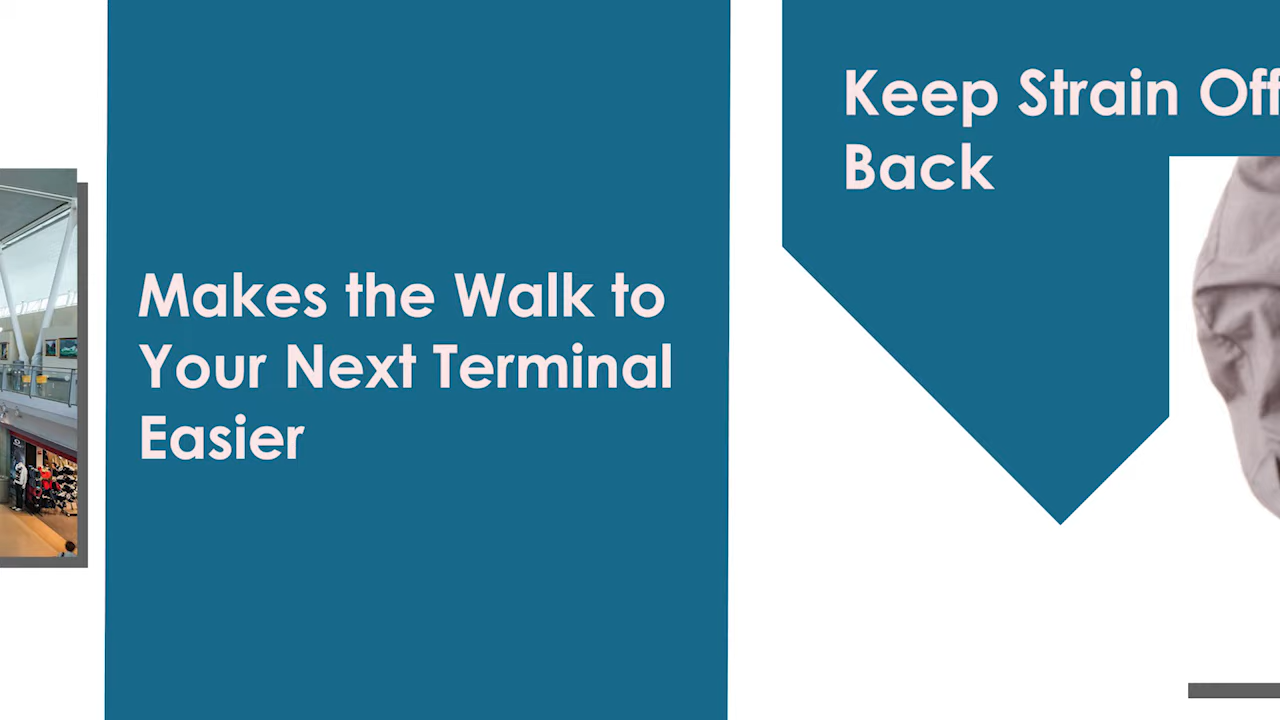 Makes the Walk to
Your Next Terminal
Easier
Keep Strain Off
Back